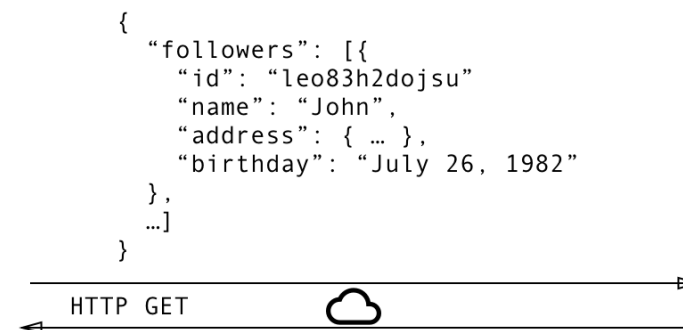 {
“followers”: [{
“id”: “leo83h2dojsu”
“name”: “John”,
“address”: { … },
“birthday”: “July 26, 1982”
},
…]
}
HTTP GET